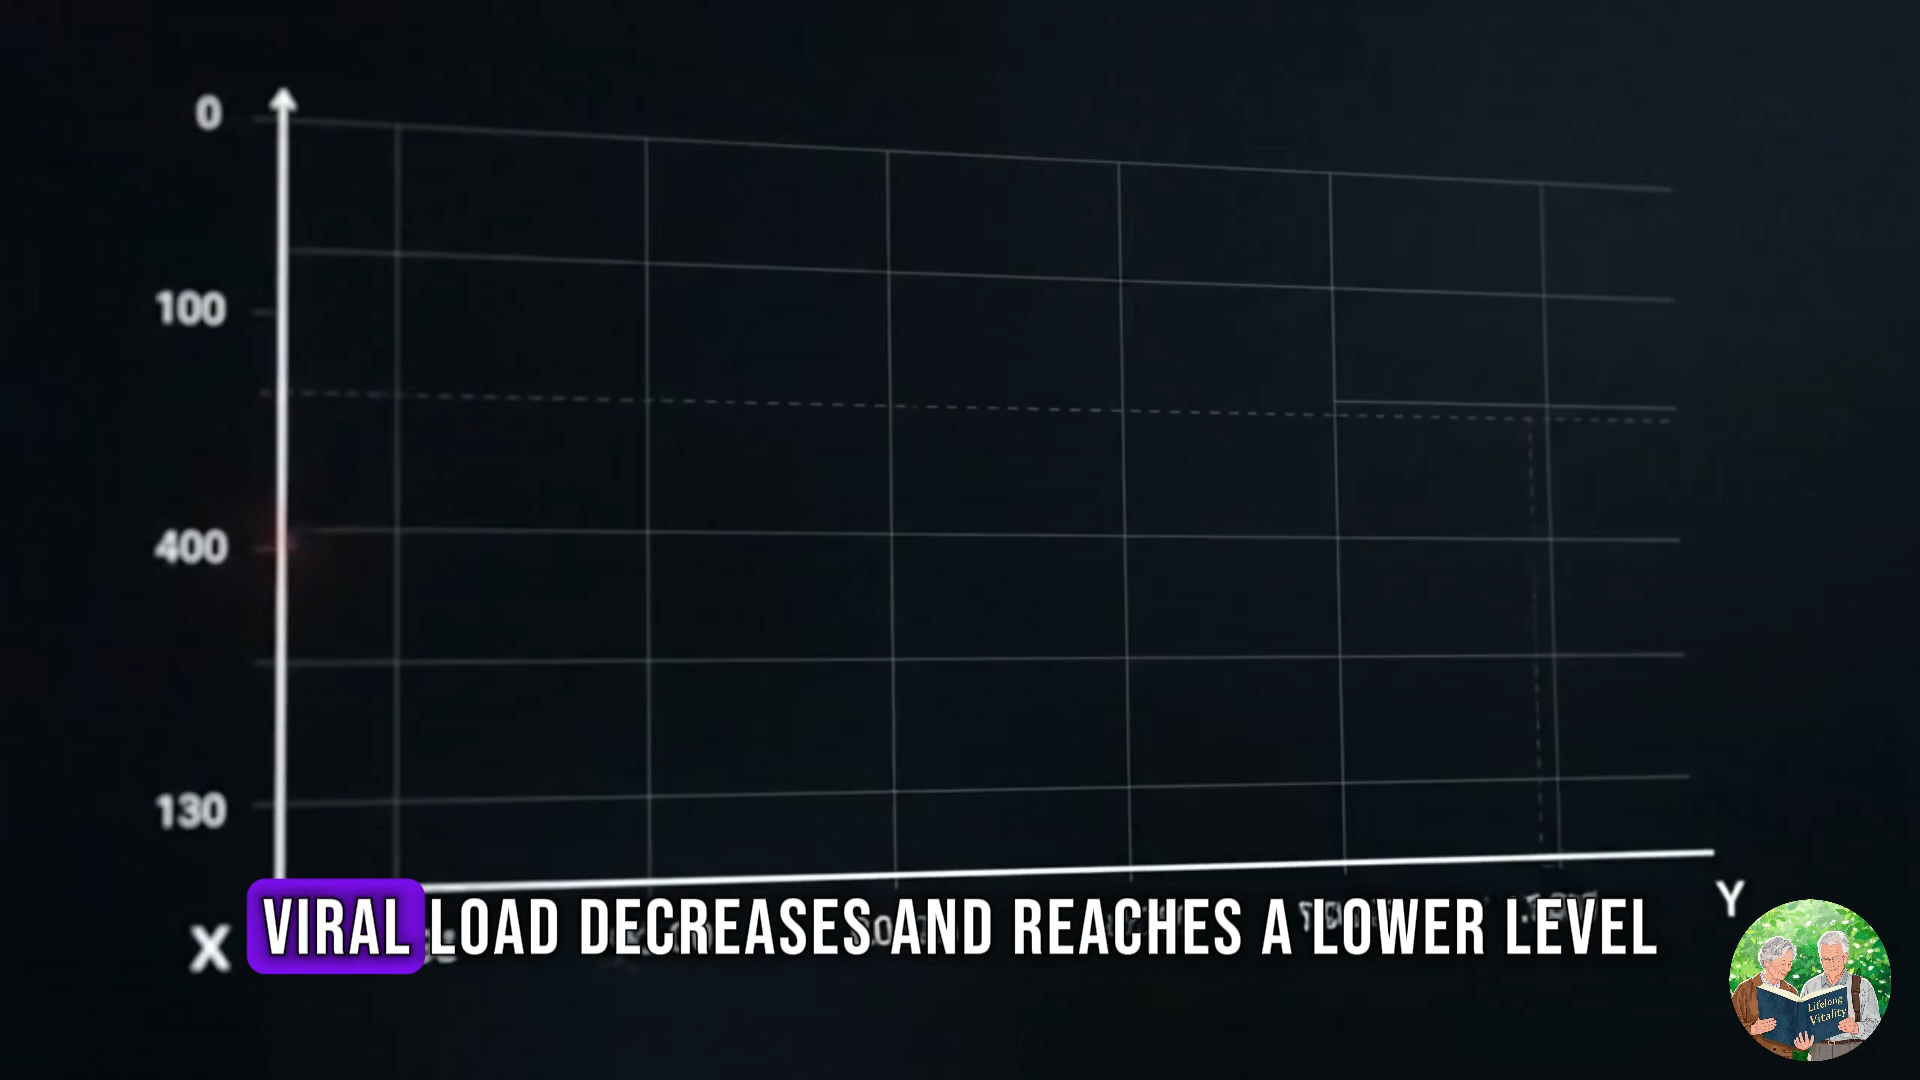 0
100
400
130
X
Y
VIRAL LOAD DECREASES AND REACHES A LOWER LEVEL
Lifelong
Vitality